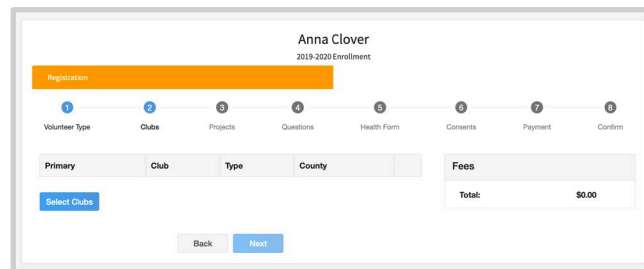 Anna Clover
2019-2020 Enrollment
Registration
1 2 3 4 5 6 7 8
Volunteer Type Clubs Projects Questions Health Form Consents Payment Confirm
Primary Club Type County
Fees
Select Clubs
Total: $0.00
Back Next